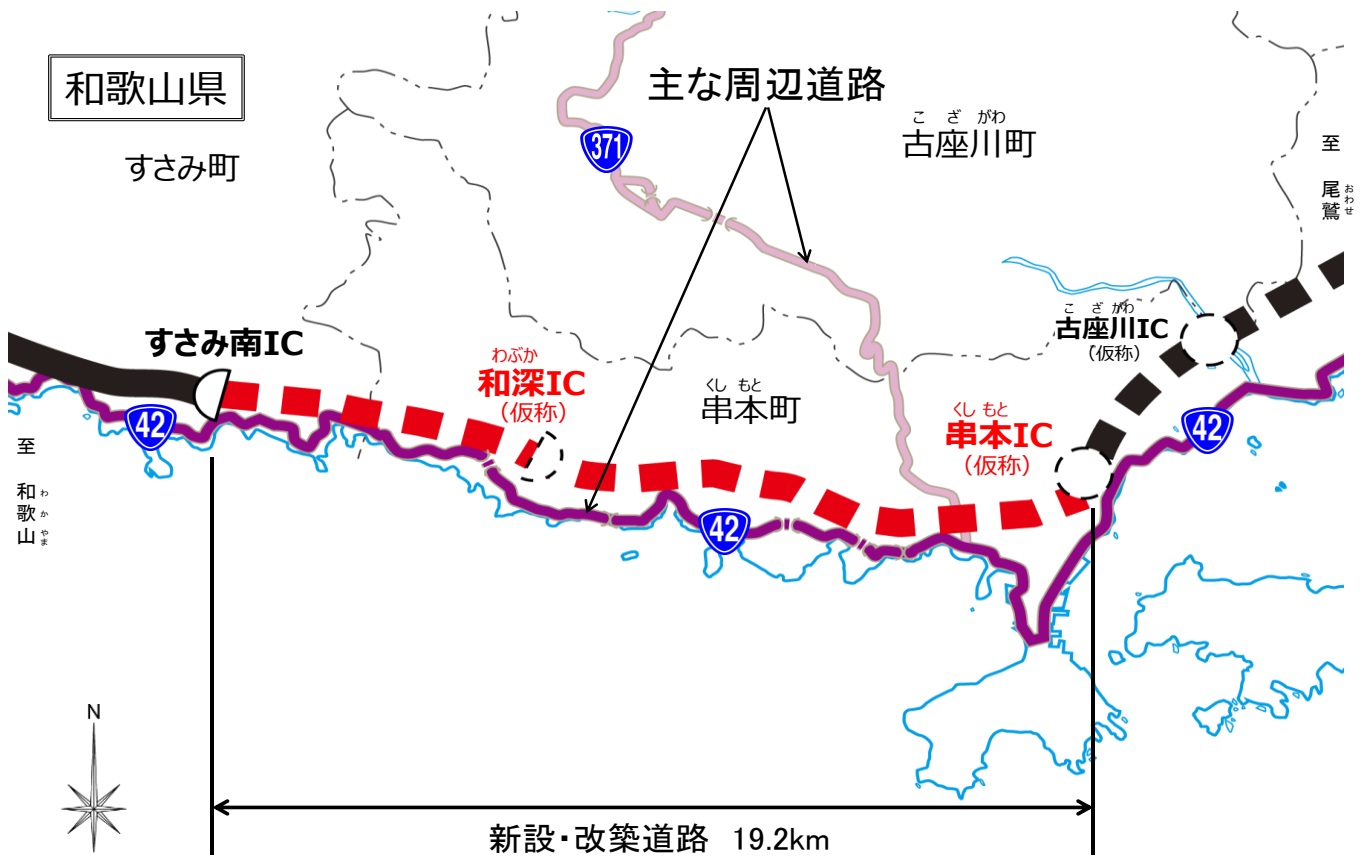 和歌山県
すさみ町
主な周辺道路
371
こざがわ
古座川町
至 尾鷲
おわせ
すさみ南IC
わぶか
和深IC
(仮称)
くしもと
串本町
こざがわ
古座川IC
(仮称)
くしもと
串本IC
(仮称)
42
42
42
至 和歌山
わかやま
N
新設・改築道路 19.2km